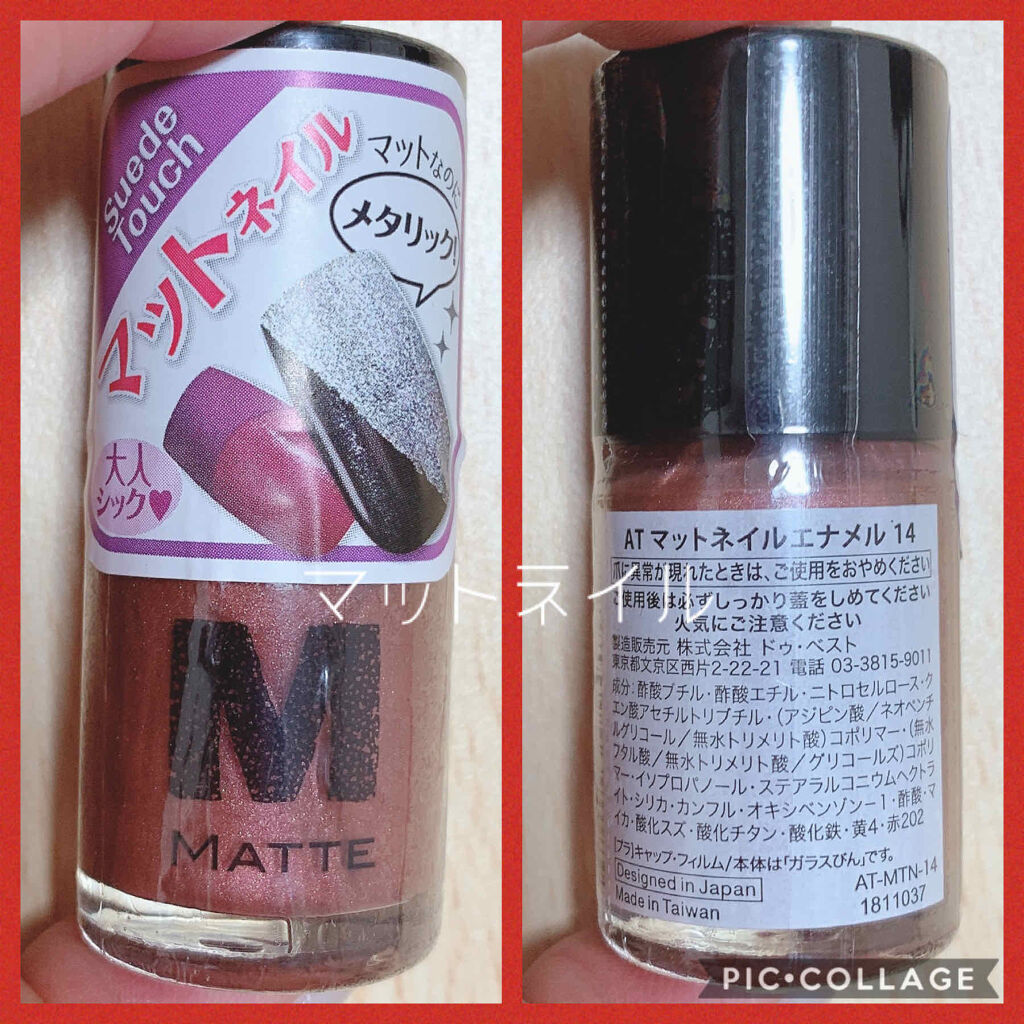 Suede
Touch
マットネイル
マットなのに
メタリック!
大人
シック♥
マットネイル
M
MATTE
AT マットネイルエナメル 14
爪に異常が現れたときは、ご使用をおやめください
ご使用後は必ずしっかり蓋をしめてください
火気にご注意ください
製造販売元 株式会社 ドゥ・ベスト
東京都文京区西片2-22-21 電話 03-3815-9011
成分:酢酸ブチル・酢酸エチル・ニトロセルロース・ク
エン酸アセチルトリブチル・(アジピン酸/ネオペンチ
ルグリコール/無水トリメリト酸)コポリマー・(無水
フタル酸/無水トリメリト酸/グリコールズ)コポリ
マー・イソプロパノール・ステアラルコニウムヘクトラ
イト・シリカ・カンフル・オキシベンゾン-1・酢酸・マ
イカ・酸化スズ・酸化チタン・酸化鉄・黄4・赤202
[プラ]キャップ・フィルム/本体は「ガラスびん」です。
Designed in Japan
AT-MTN-14
Made in Taiwan
1811037
PIC•COLLAGE